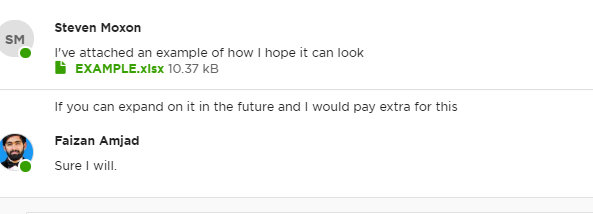 Steven Moxon
SM
I've attached an example of how I hope it can look
EXAMPLE.xlsx 10.37 kB
If you can expand on it in the future and I would pay extra for this
Faizan Amjad
Sure I will.